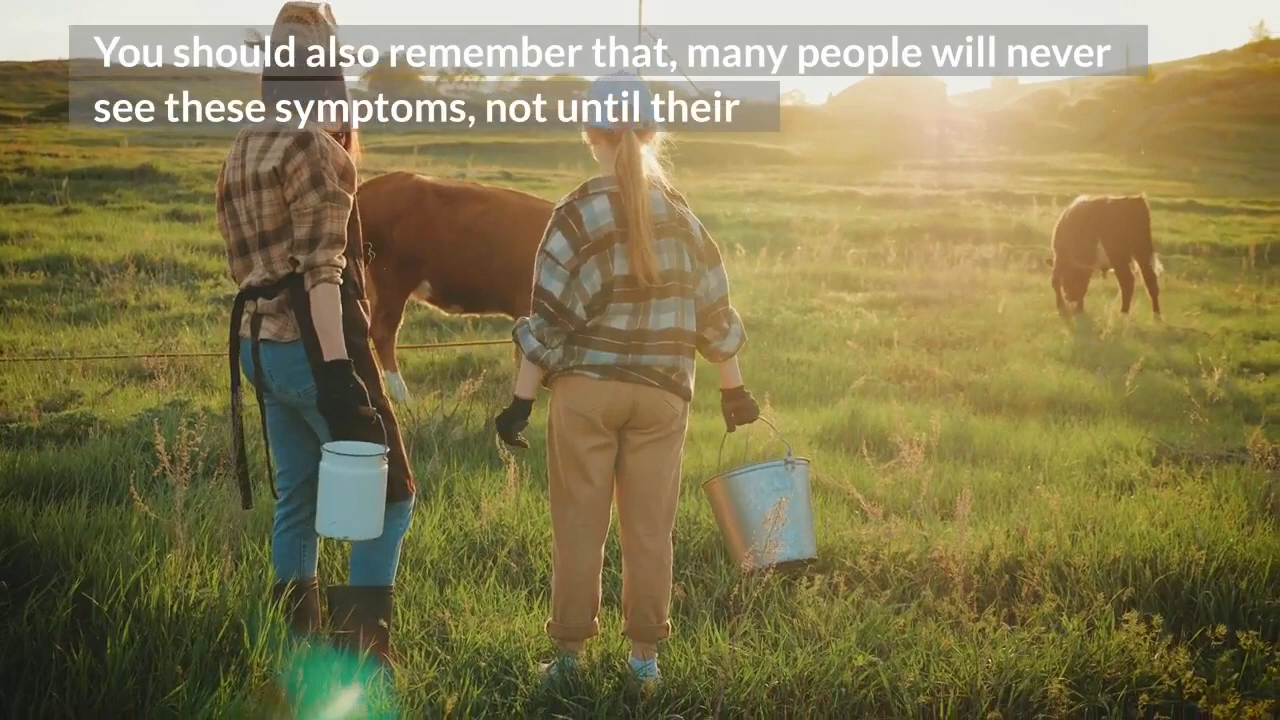 You should also remember that, many people will never
see these symptoms, not until their